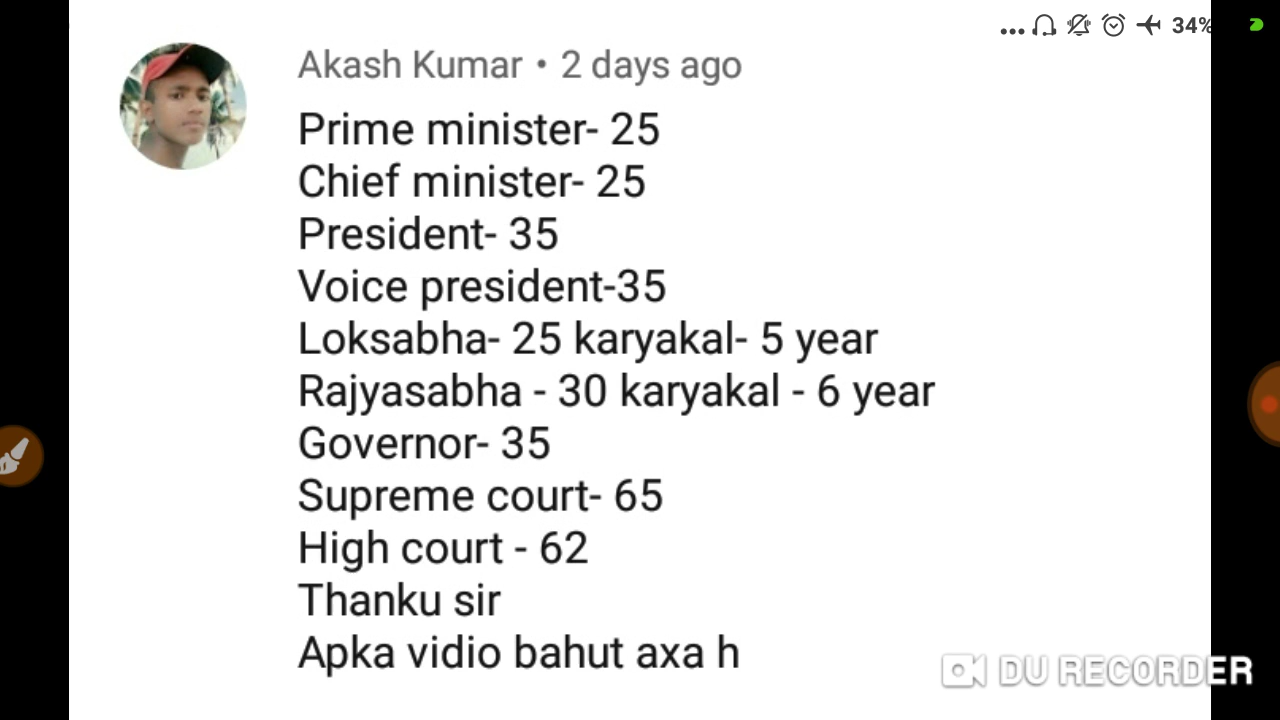 ... 34%
Akash Kumar • 2 days ago
Prime minister- 25
Chief minister- 25
President- 35
Voice president-35
Loksabha- 25 karyakal- 5 year
Rajyasabha - 30 karyakal - 6 year
Governor- 35
Supreme court- 65
High court - 62
Thanku sir
Apka vidio bahut axa h
DU RECORDER